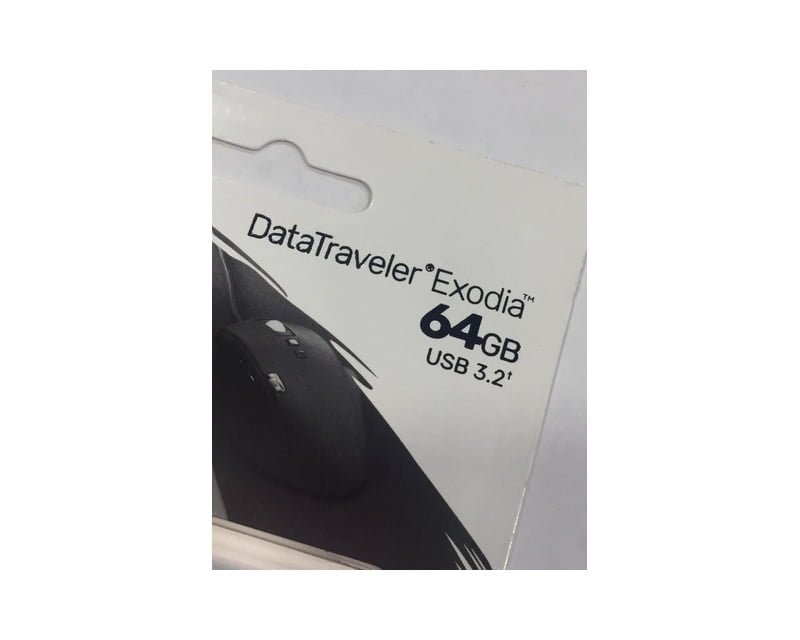 DataTraveler® Exodia™
64GB
USB 3.2†